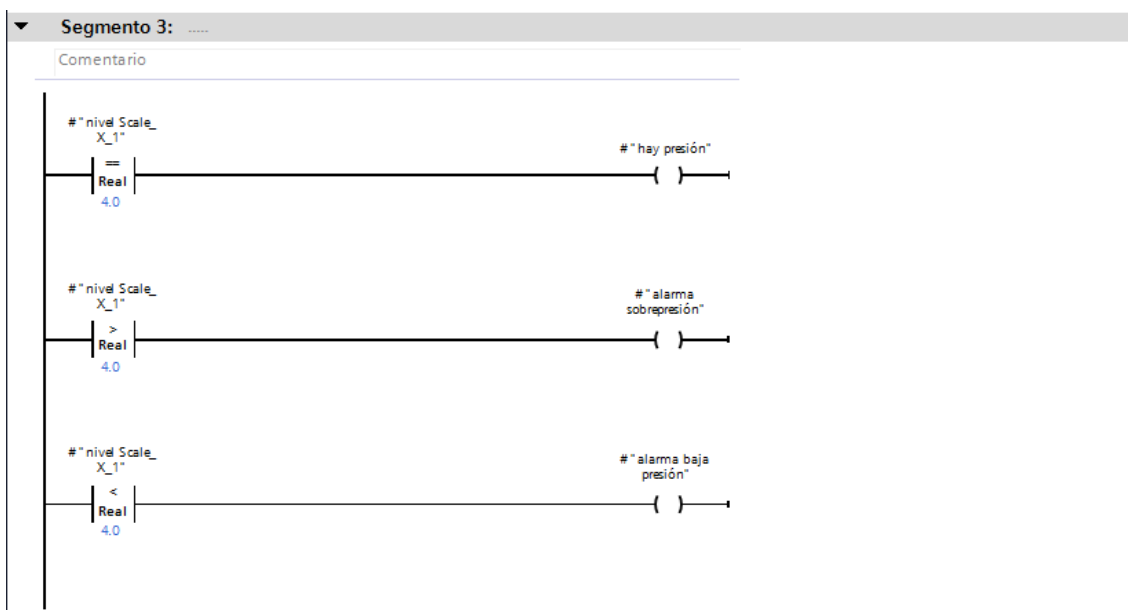 Segmento 3: .....
Comentario
#"nivel Scale_
X_1"
#"hay presión"
==
Real
4.0
#"nivel Scale_
X_1"
#"alarma
sobrepresión"
>
Real
4.0
#"nivel Scale_
X_1"
#"alarma baja
presión"
<
Real
4.0